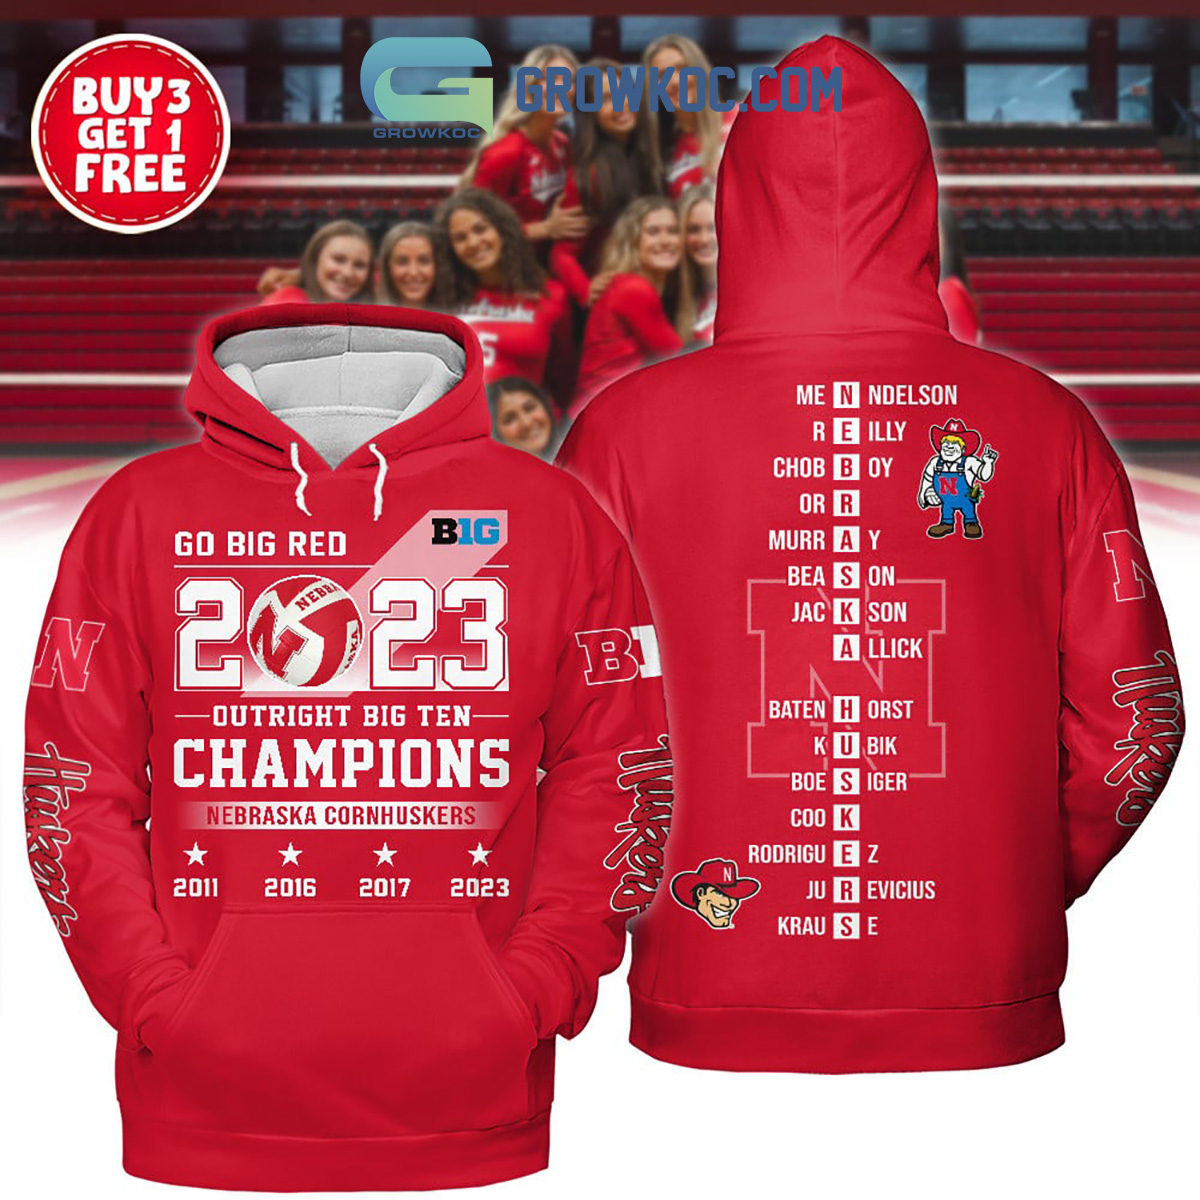 BUY 3
GET 1
FREE
GROWKOC
GROWKOC.COM
GO BIG RED
B1G
2023
NEBRASKA
N
OUTRIGHT BIG TEN
CHAMPIONS
NEBRASKA CORNHUSKERS
2011 2016 2017 2023
N
Huskers
B1
Huskers
MENDELSON
REILLY
CHOBBOY
ORR
MURRAY
BEASON
JACKSON
ALLICK
BATENHORST
KUBIK
BOESIGER
COOK
RODRIGUEZ
JUREVICIUS
KRAUSE
N
N
N
N
N
Huskers